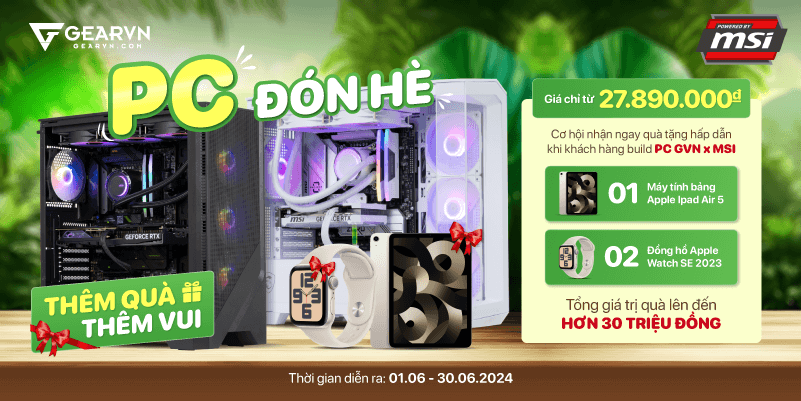 GEARVN
GEARVN.COM
POWERED BY
msi
PC ĐÓN HÈ
Giá chỉ từ 27.890.000đ
Cơ hội nhận ngay quà tặng hấp dẫn
khi khách hàng build PC GVN x MSI
01 Máy tính bảng
Apple Ipad Air 5
02 Đồng hồ Apple
Watch SE 2023
Tổng giá trị quà lên đến
HƠN 30 TRIỆU ĐỒNG
msi
GEFORCE RTX
GEFORCE RTX
THÊM QUÀ
THÊM VUI
Thời gian diễn ra: 01.06 - 30.06.2024